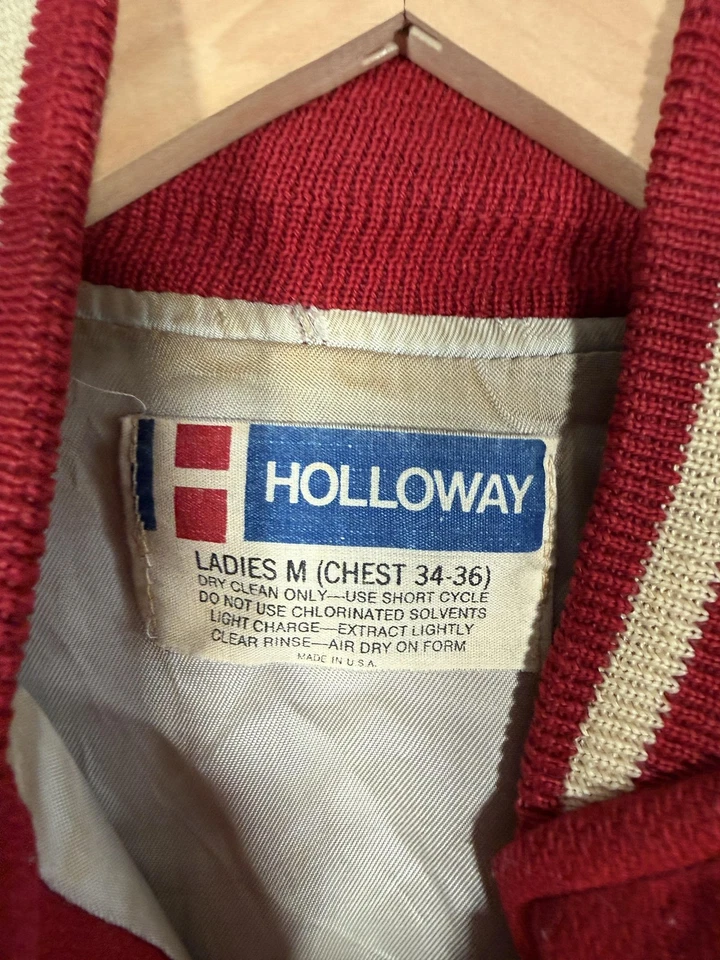 HOLLOWAY
LADIES M (CHEST 34-36)
DRY CLEAN ONLY—USE SHORT CYCLE
DO NOT USE CHLORINATED SOLVENTS
LIGHT CHARGE—EXTRACT LIGHTLY
CLEAR RINSE—AIR DRY ON FORM
MADE IN U.S.A.